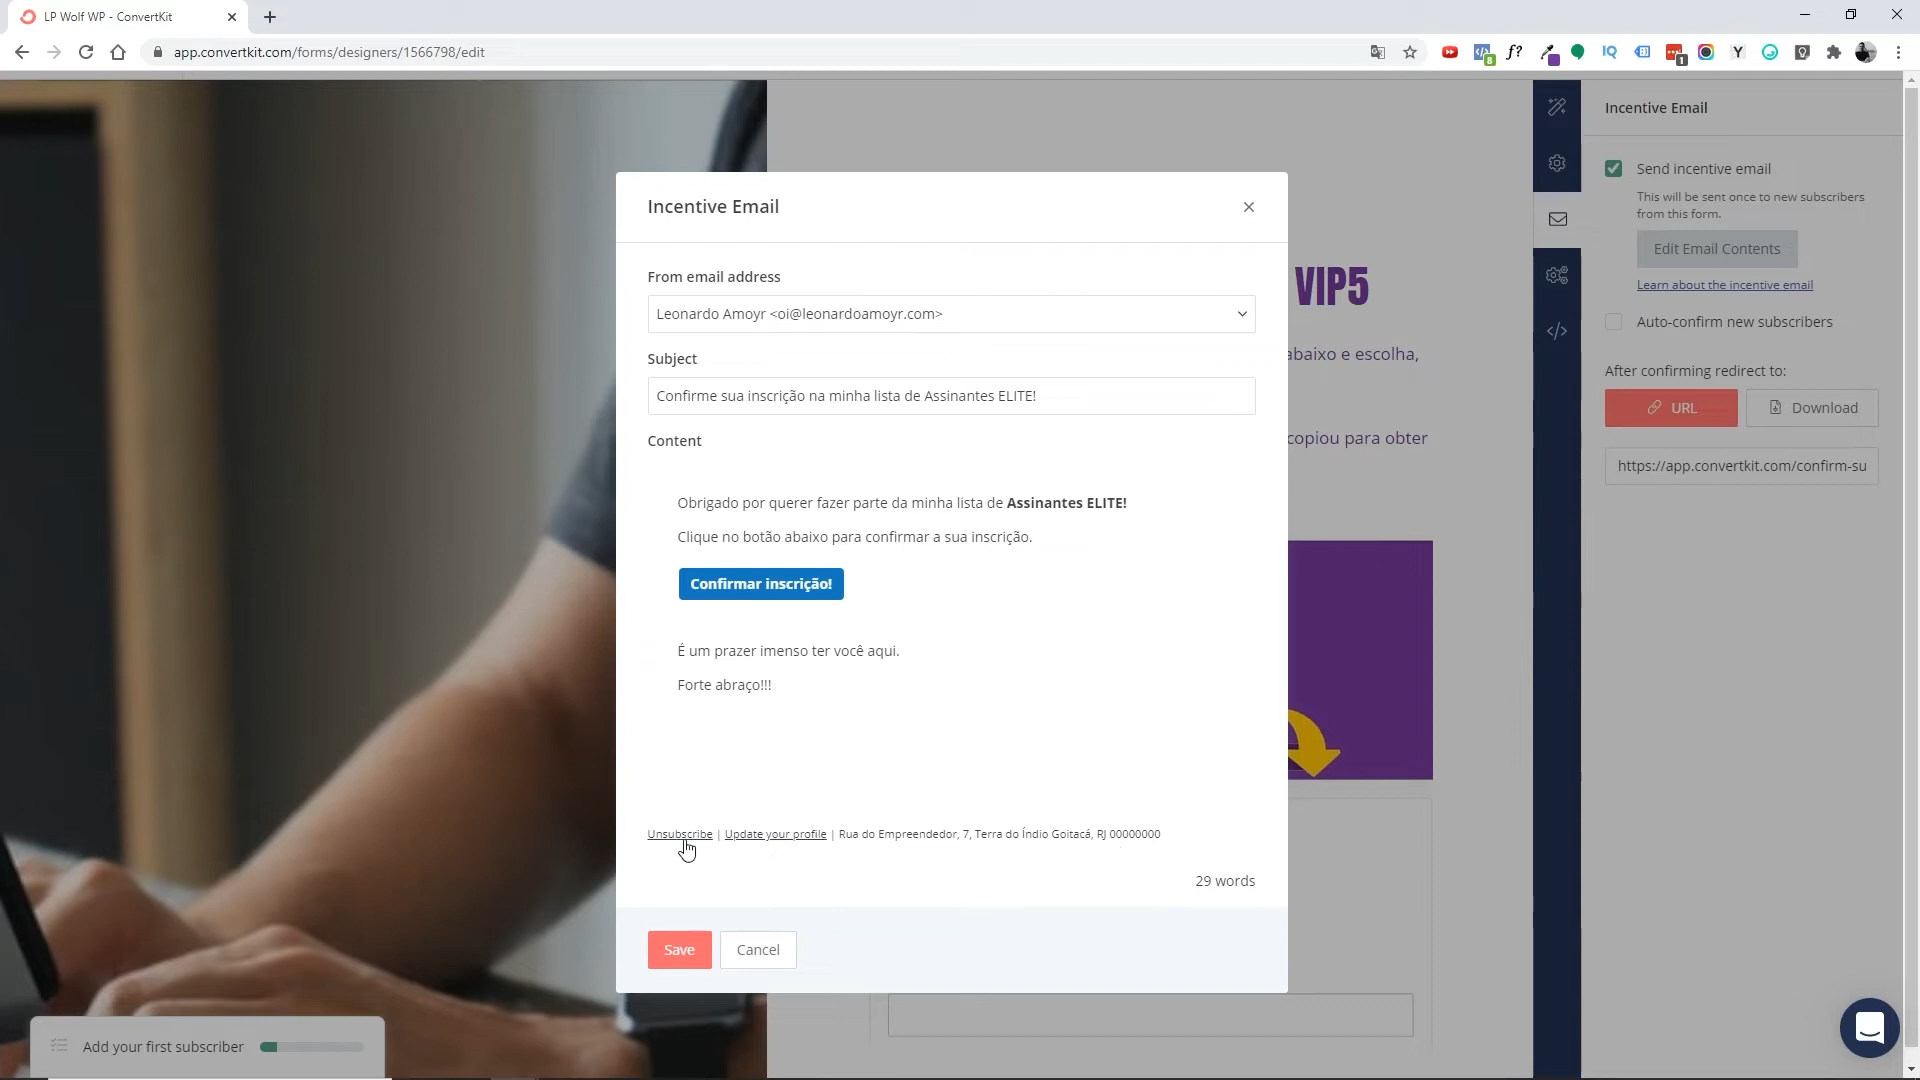 LP Wolf WP - ConvertKit
app.convertkit.com/forms/designers/1566798/edit
8
f?
IQ
1
Y
Incentive Email
From email address
Leonardo Amoyr <oi@leonardoamoyr.com>
Subject
Confirme sua inscrição na minha lista de Assinantes ELITE!
Content
Obrigado por querer fazer parte da minha lista de Assinantes ELITE!
Clique no botão abaixo para confirmar a sua inscrição.
Confirmar inscrição!
É um prazer imenso ter você aqui.
Forte abraço!!!
Unsubscribe | Update your profile | Rua do Empreendedor, 7, Terra do Índio Goitacá, RJ 00000000
29 words
Save
Cancel
VIP5
abaixo e escolha,
copiou para obter
Incentive Email
Send incentive email
This will be sent once to new subscribers
from this form.
Edit Email Contents
Learn about the incentive email
Auto-confirm new subscribers
After confirming redirect to:
URL
Download
https://app.convertkit.com/confirm-su
Add your first subscriber